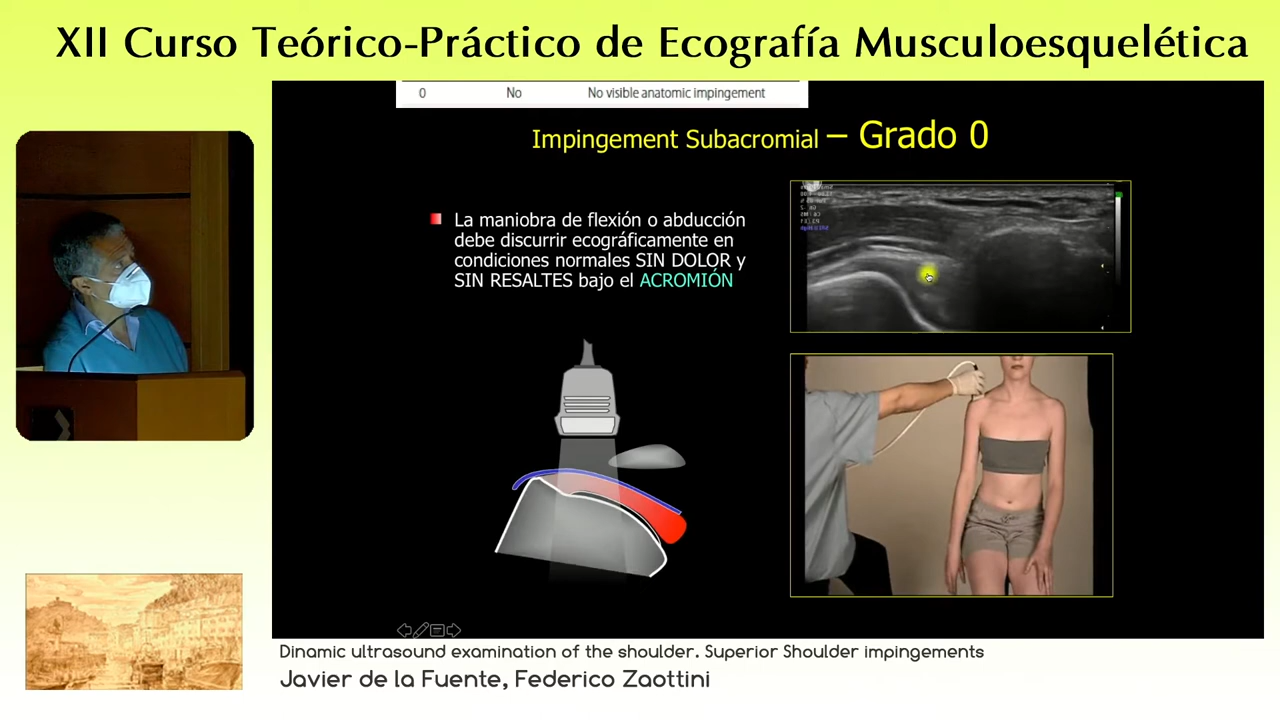 XII Curso Teórico-Práctico de Ecografía Musculoesquelética
0 No No visible anatomic impingement
Impingement Subacromial – Grado 0
La maniobra de flexión o abducción
debe discurrir ecográficamente en
condiciones normales SIN DOLOR y
SIN RESALTES bajo el ACROMIÓN
Dinamic ultrasound examination of the shoulder. Superior Shoulder impingements
Javier de la Fuente, Federico Zaottini